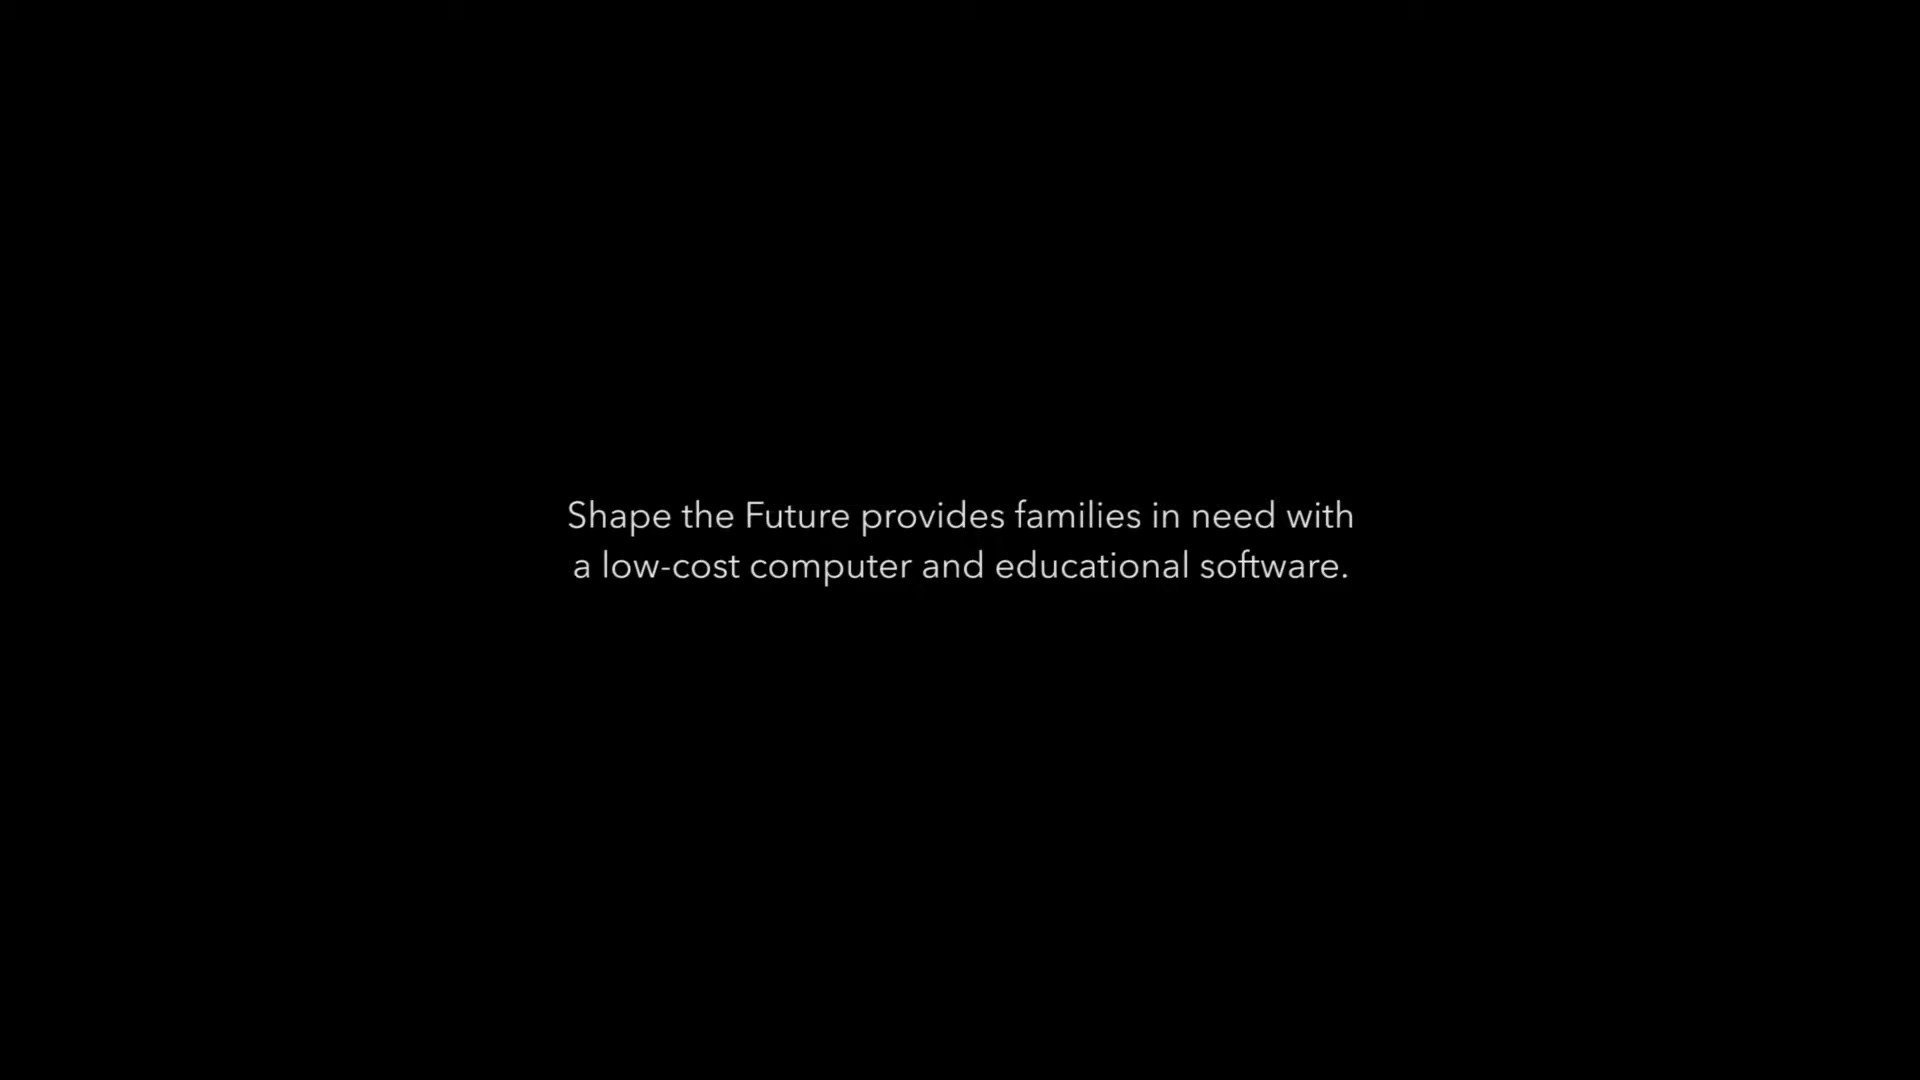 Shape the Future provides families in need with
a low-cost computer and educational software.